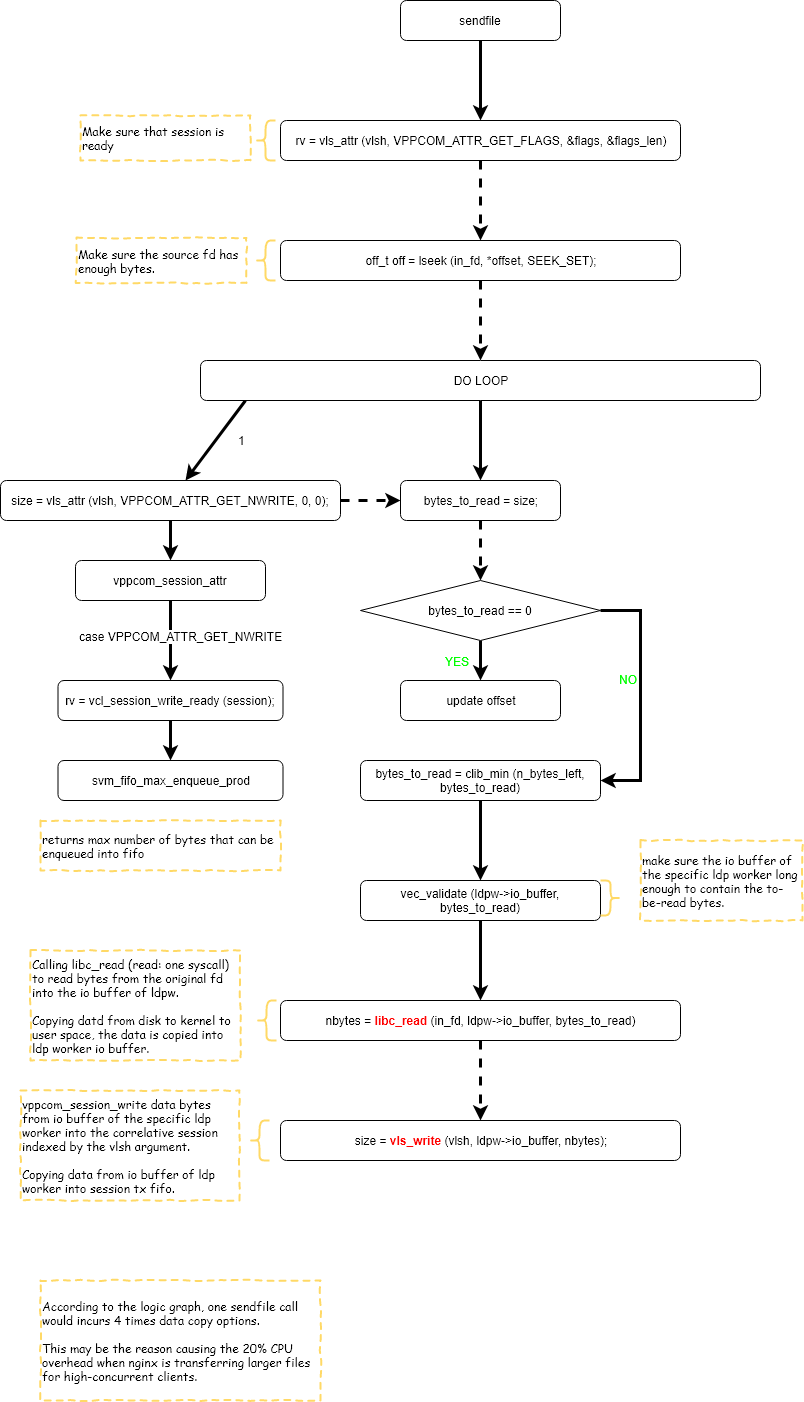 sendfile
Make sure that session is
ready
rv = vls_attr (vlsh, VPPCOM_ATTR_GET_FLAGS, &flags, &flags_len)
Make sure the source fd has
enough bytes.
off_t off = lseek (in_fd, *offset, SEEK_SET);
DO LOOP
1
size = vls_attr (vlsh, VPPCOM_ATTR_GET_NWRITE, 0, 0);
bytes_to_read = size;
vppcom_session_attr
bytes_to_read == 0
case VPPCOM_ATTR_GET_NWRITE
YES
NO
rv = vcl_session_write_ready (session);
update offset
svm_fifo_max_enqueue_prod
bytes_to_read = clib_min (n_bytes_left,
bytes_to_read)
returns max number of bytes that can be
enqueued into fifo
make sure the io buffer of
the specific ldp worker long
enough to contain the to-
be-read bytes.
vec_validate (ldpw->io_buffer,
bytes_to_read)
Calling libc_read (read: one syscall)
to read bytes from the original fd
into the io buffer of ldpw.
Copying datd from disk to kernel to
user space, the data is copied into
ldp worker io buffer.
nbytes = libc_read (in_fd, ldpw->io_buffer, bytes_to_read)
vppcom_session_write data bytes
from io buffer of the specific ldp
worker into the correlative session
indexed by the vlsh argument.
Copying data from io buffer of ldp
worker into session tx fifo.
size = vls_write (vlsh, ldpw->io_buffer, nbytes);
According to the logic graph, one sendfile call
would incurs 4 times data copy options.
This may be the reason causing the 20% CPU
overhead when nginx is transferring larger files
for high-concurrent clients.